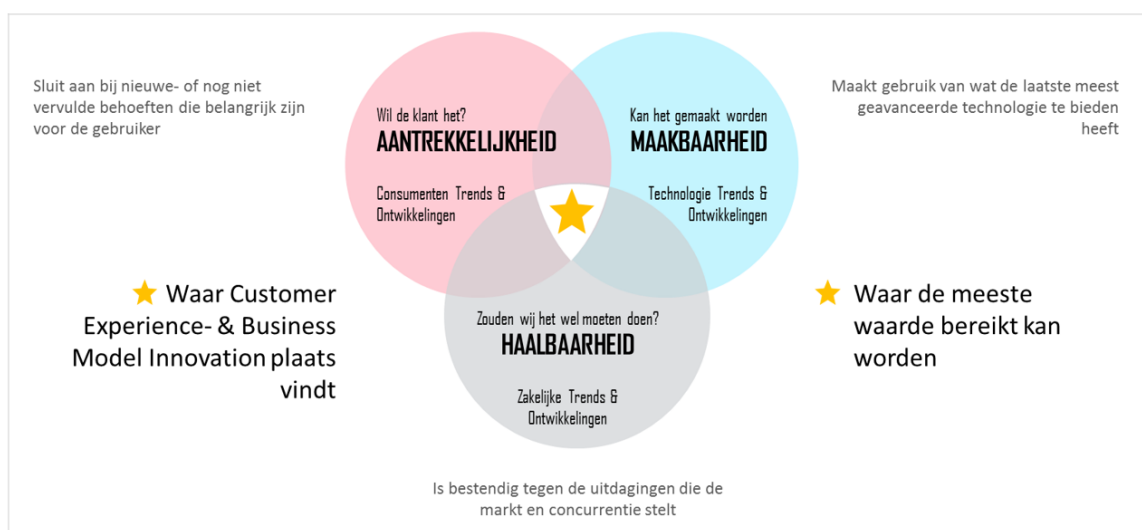 Sluit aan bij nieuwe- of nog niet
vervulde behoeften die belangrijk zijn
voor de gebruiker
Wil de klant het?
AANTREKKELIJKHEID
Consumenten Trends &
Ontwikkelingen
Kan het gemaakt worden
MAAKBAARHEID
Technologie Trends &
Ontwikkelingen
Maakt gebruik van wat de laatste meest
geavanceerde technologie te bieden
heeft
Waar Customer
Experience- & Business
Model Innovation plaats
vindt
Zouden wij het wel moeten doen?
HAALBAARHEID
Zakelijke Trends &
Ontwikkelingen
Waar de meeste
waarde bereikt kan
worden
Is bestendig tegen de uitdagingen die de
markt en concurrentie stelt